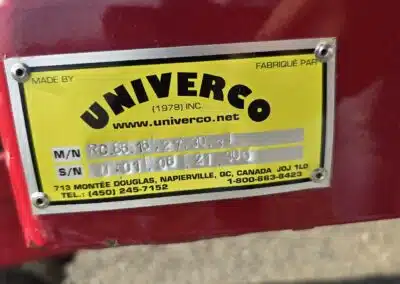 MADE BY
FABRIQUÉ PAR
UNIVERCO
(1978) INC.
www.univerco.net
M/N
S/N
713 MONTÉE DOUGLAS, NAPIERVILLE, QC, CANADA JOJ 1L0
TEL.: (450) 245-7152
1-800-663-8423